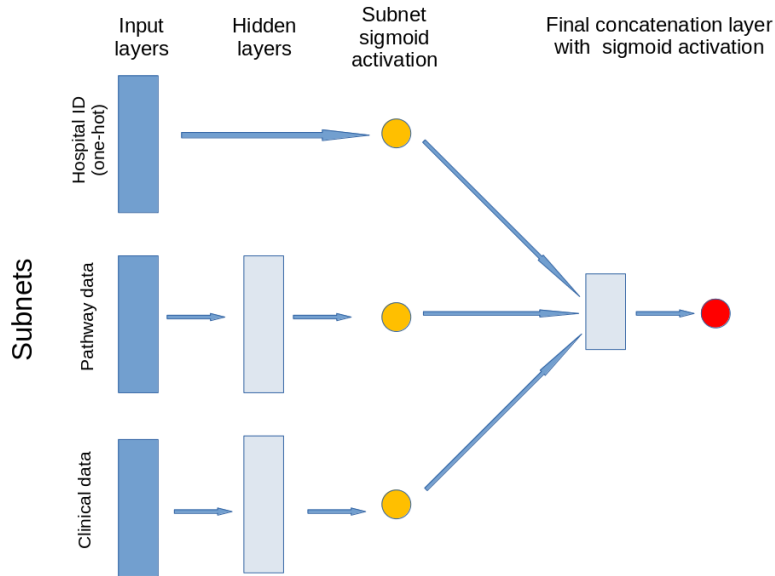 Input
layers
Hidden
layers
Subnet
sigmoid
activation
Final concatenation layer
with sigmoid activation
Subnets
Hospital ID
(one-hot)
Pathway data
Clinical data